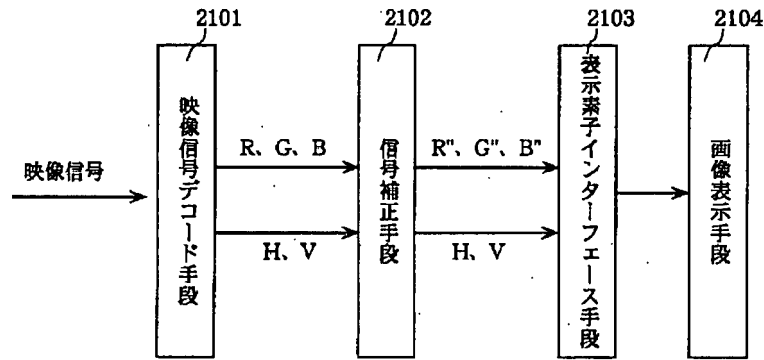 2101
2102
2103
2104
映像信号
映像信号デコード手段
R、G、B
H、V
信号補正手段
R"、G"、B"
H、V
表示素子インターフェース手段
画像表示手段